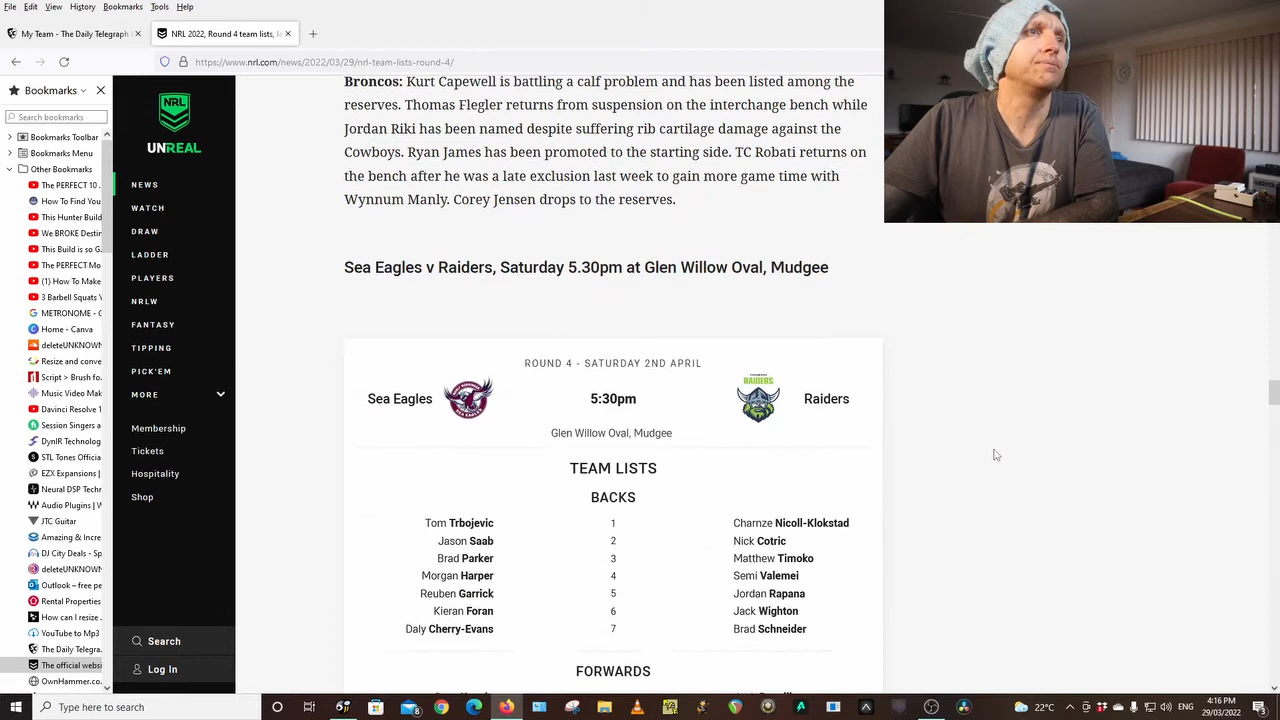 File Edit View History Bookmarks Tools Help
My Team - The Daily Telegraph
NRL 2022, Round 4 team lists, l
https://www.nrl.com/news/2022/03/29/nrl-team-lists-round-4/
Bookmarks
Search bookmarks
Bookmarks Toolbar
Bookmarks Menu
Other Bookmarks
The PERFECT 10
How To Find You
This Hunter Build
We BROKE Destin
This Build is so G
The PERFECT Mo
(1) How To Make
3 Barbell Squats Y
METRONOME - G
Home - Canva
deleteUNKNOWN
Resize and conve
Script > Brush fo
Music Video Mak
Davinci Resolve 1
Session Singers a
DynIR Technolog
STL Tones Officia
EZX Expansions |
Neural DSP Tech
Audio Plugins | W
JTC Guitar
Amazing & Incre
DJ City Deals - Sp
deleteUNKNOWN
Outlook – free pe
Rental Properties
How can I resize
YouTube to Mp3
The Daily Telegra
The official websi
OwnHammer.co
NRL
UNREAL
NEWS
WATCH
DRAW
LADDER
PLAYERS
NRLW
FANTASY
TIPPING
PICK'EM
MORE
Membership
Tickets
Hospitality
Shop
Search
Log In
Broncos: Kurt Capewell is battling a calf problem and has been listed among the
reserves. Thomas Flegler returns from suspension on the interchange bench while
Jordan Riki has been named despite suffering rib cartilage damage against the
Cowboys. Ryan James has been promoted to the starting side. TC Robati returns on
the bench after he was a late exclusion last week to gain more game time with
Wynnum Manly. Corey Jensen drops to the reserves.
Sea Eagles v Raiders, Saturday 5.30pm at Glen Willow Oval, Mudgee
ROUND 4 - SATURDAY 2ND APRIL
Sea Eagles 5:30pm RAIDERS Raiders
Glen Willow Oval, Mudgee
TEAM LISTS
BACKS
Tom Trbojevic 1 Charnze Nicoll-Klokstad
Jason Saab 2 Nick Cotric
Brad Parker 3 Matthew Timoko
Morgan Harper 4 Semi Valemei
Reuben Garrick 5 Jordan Rapana
Kieran Foran 6 Jack Wighton
Daly Cherry-Evans 7 Brad Schneider
FORWARDS
Type here to search
22°C
4:16 PM
29/03/2022